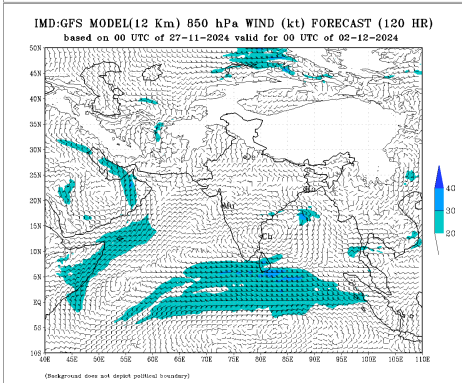 IMD:GFS MODEL(12 Km) 850 hPa WIND (kt) FORECAST (120 HR)
based on 00 UTC of 27-11-2024 valid for 00 UTC of 02-12-2024
50N
45N
40N
35N
30N
25N
20N
15N
10N
5N
EQ
5S
10S
40E 45E 50E 55E 60E 65E 70E 75E 80E 85E 90E 95E 100E 105E 110E
Mu
Ch
40
30
20
(Background does not depict political boundary)